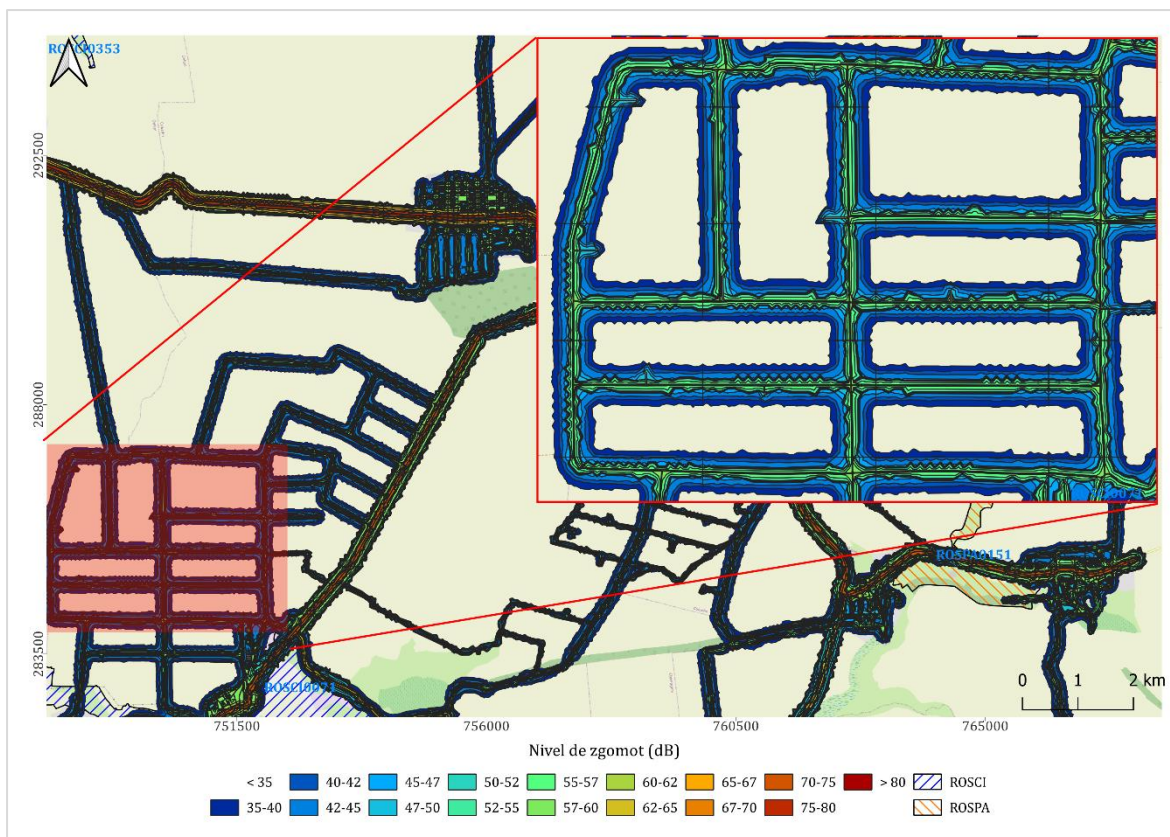 ROSCI0353
292500
288000
283500
ROSPA0151
ROSCI0071
0 1 2 km
751500 756000 760500 765000
Nivel de zgomot (dB)
< 35 40-42 45-47 50-52 55-57 60-62 65-67 70-75 > 80 ROSCI
35-40 42-45 47-50 52-55 57-60 62-65 67-70 75-80 ROSPA